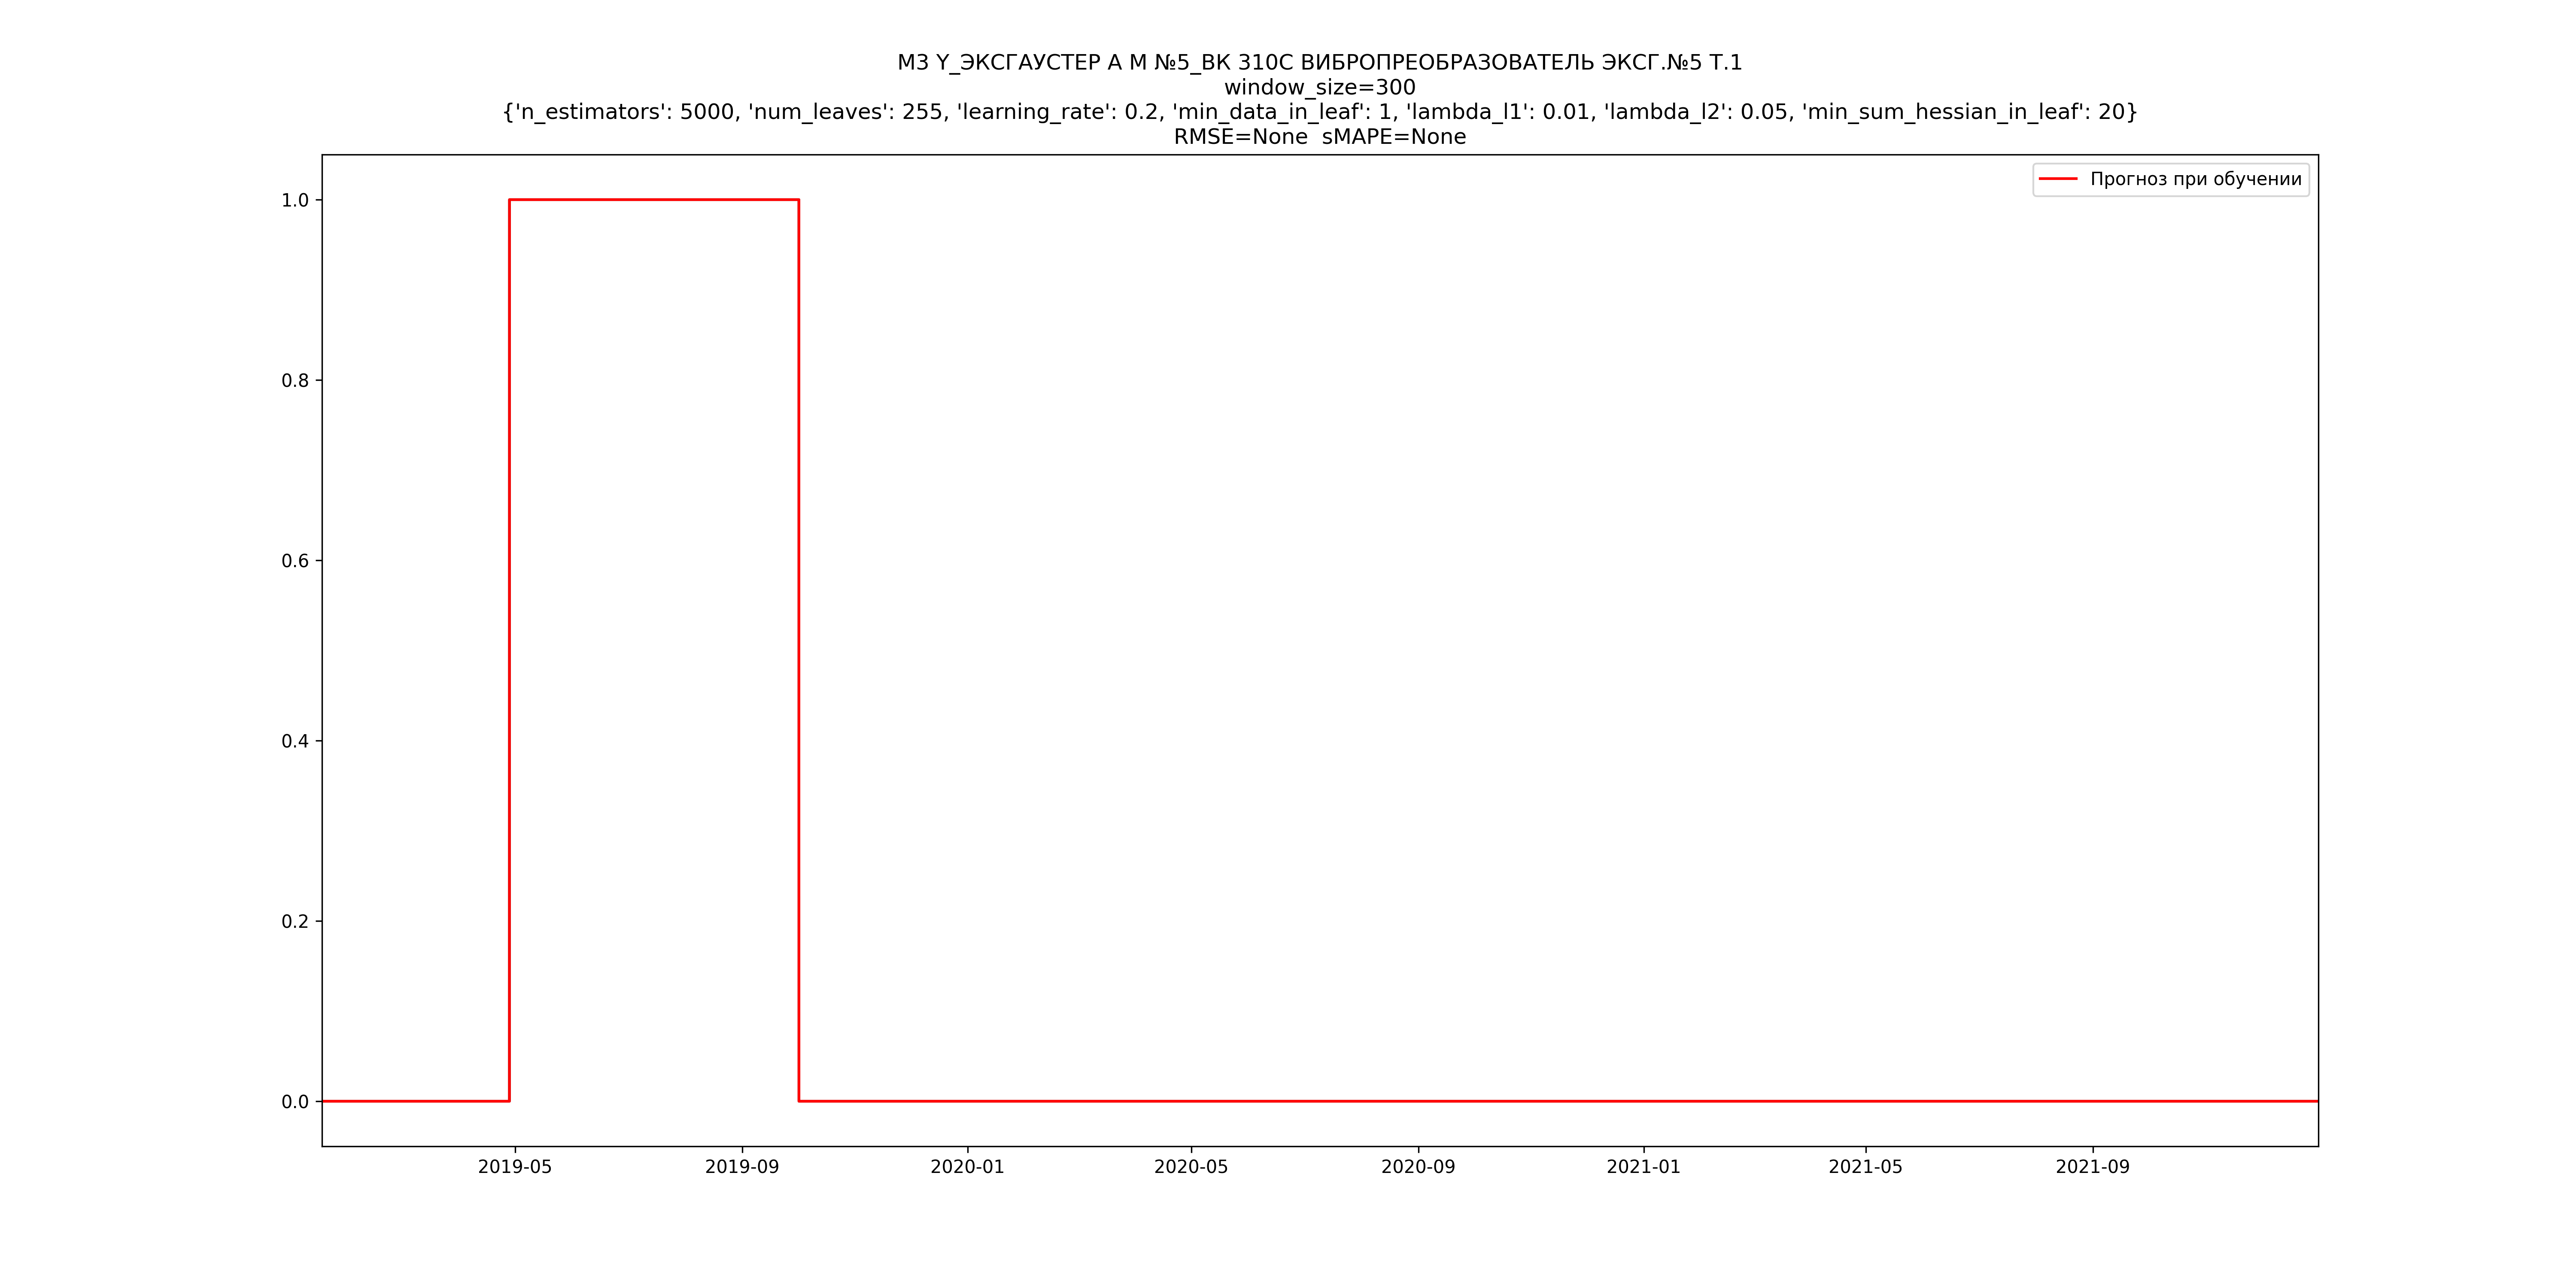 М3 Y_ЭКСГАУСТЕР А М №5_ВК 310С ВИБРОПРЕОБРАЗОВАТЕЛЬ ЭКСГ.№5 Т.1
window_size=300
{'n_estimators': 5000, 'num_leaves': 255, 'learning_rate': 0.2, 'min_data_in_leaf': 1, 'lambda_l1': 0.01, 'lambda_l2': 0.05, 'min_sum_hessian_in_leaf': 20}
RMSE=None  sMAPE=None
Прогноз при обучении
1.0
0.8
0.6
0.4
0.2
0.0
2019-05 2019-09 2020-01 2020-05 2020-09 2021-01 2021-05 2021-09